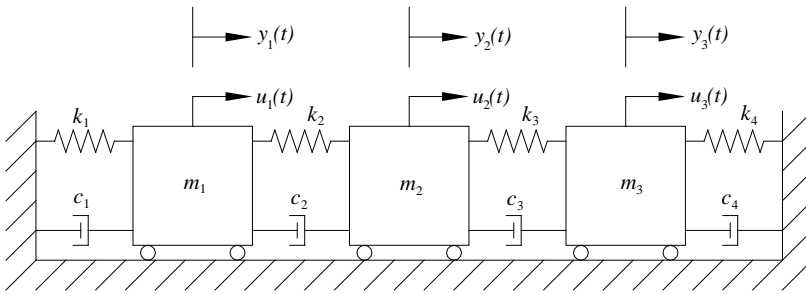 y₁(t) y₂(t) y₃(t)
u₁(t) u₂(t) u₃(t)
k₁ k₂ k₃ k₄
m₁ m₂ m₃
c₁ c₂ c₃ c₄